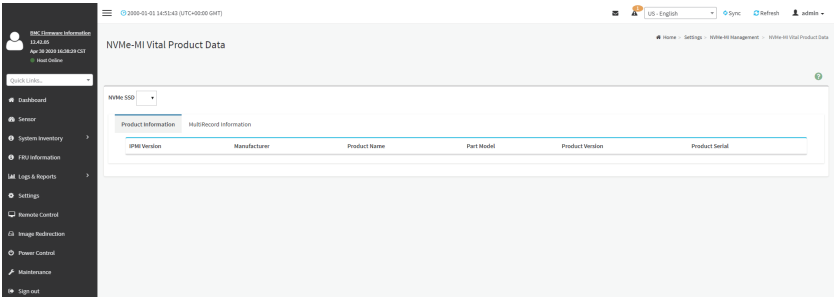 2000-01-01 14:51:43 (UTC+00:00 GMT)
1
US - English
Sync
Refresh
admin
BMC Firmware Information
12.42.05
Apr 30 2020 16:28:29 CST
Host Online
Quick Links...
Dashboard
Sensor
System Inventory
FRU Information
Logs & Reports
Settings
Remote Control
Image Redirection
Power Control
Maintenance
Sign out
NVMe-MI Vital Product Data
Home > Settings > NVMe-MI Management > NVMe-MI Vital Product Data
?
NVMe SSD
Product Information MultiRecord Information
IPMI Version Manufacturer Product Name Part Model Product Version Product Serial